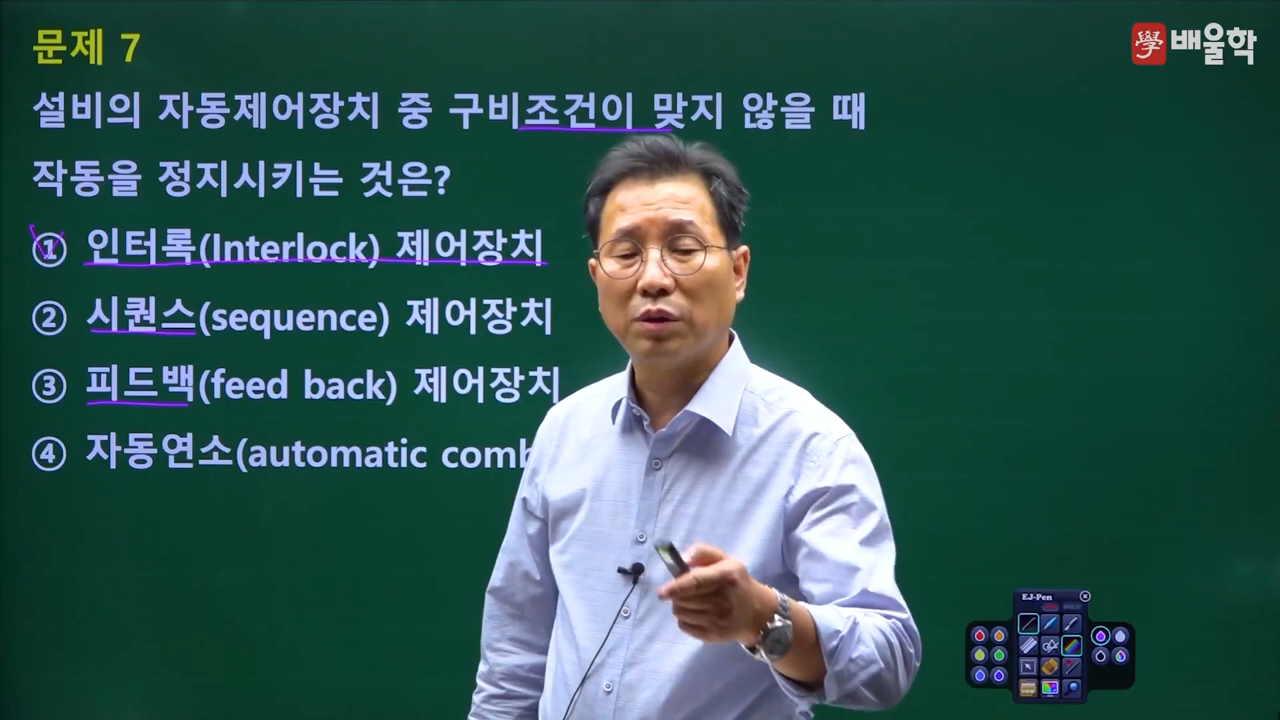 문제 7
學 배울학
설비의 자동제어장치 중 구비조건이 맞지 않을 때
작동을 정지시키는 것은?
① 인터록(Interlock) 제어장치
② 시퀀스(sequence) 제어장치
③ 피드백(feed back) 제어장치
④ 자동연소(automatic comb
EJ-Pen
VIEW